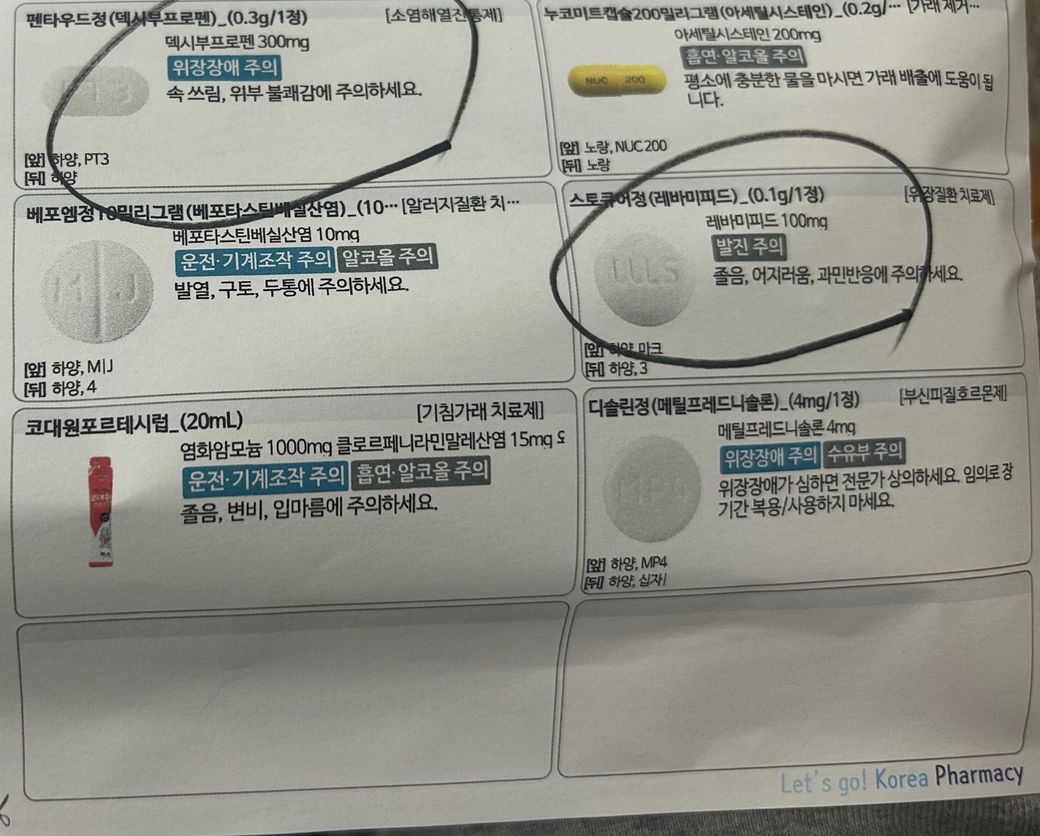 펜타우드정(덱시부프로펜)_(0.3g/1정) [소염해열진통제]
덱시부프로펜 300mg
위장장애 주의
속 쓰림, 위부 불쾌감에 주의하세요.
PT3
[앞] 하양, PT3
[뒤] 하양
누코미트캡슐200밀리그램(아세틸시스테인)_(0.2g/··· [가래 제거···
아세틸시스테인 200mg
흡연·알코올 주의
평소에 충분한 물을 마시면 가래 배출에 도움이 됩
니다.
NUC 200
[앞] 노랑, NUC 200
[뒤] 노랑
베포엠정10밀리그램(베포타스틴베실산염)_(10··· [알러지질환 치···
베포타스틴베실산염 10mg
운전·기계조작 주의 알코올 주의
발열, 구토, 두통에 주의하세요.
M J
[앞] 하양, M|J
[뒤] 하양, 4
스토큐어정(레바미피드)_(0.1g/1정) [위장질환 치료제]
레바미피드 100mg
발진 주의
졸음, 어지러움, 과민반응에 주의하세요.
[앞] 하양 마크
[뒤] 하양, 3
코대원포르테시럽_(20mL) [기침가래 치료제]
염화암모늄 1000mg 클로르페니라민말레산염 15mg
운전·기계조작 주의 흡연·알코올 주의
졸음, 변비, 입마름에 주의하세요.
디솔린정(메틸프레드니솔론)_(4mg/1정) [부신피질호르몬제]
메틸프레드니솔론 4mg
위장장애 주의 수유부 주의
위장장애가 심하면 전문가 상의하세요. 임의로 장
기간 복용/사용하지 마세요.
MP4
[앞] 하양, MP4
[뒤] 하양, 십자/
Let's go! Korea Pharmacy